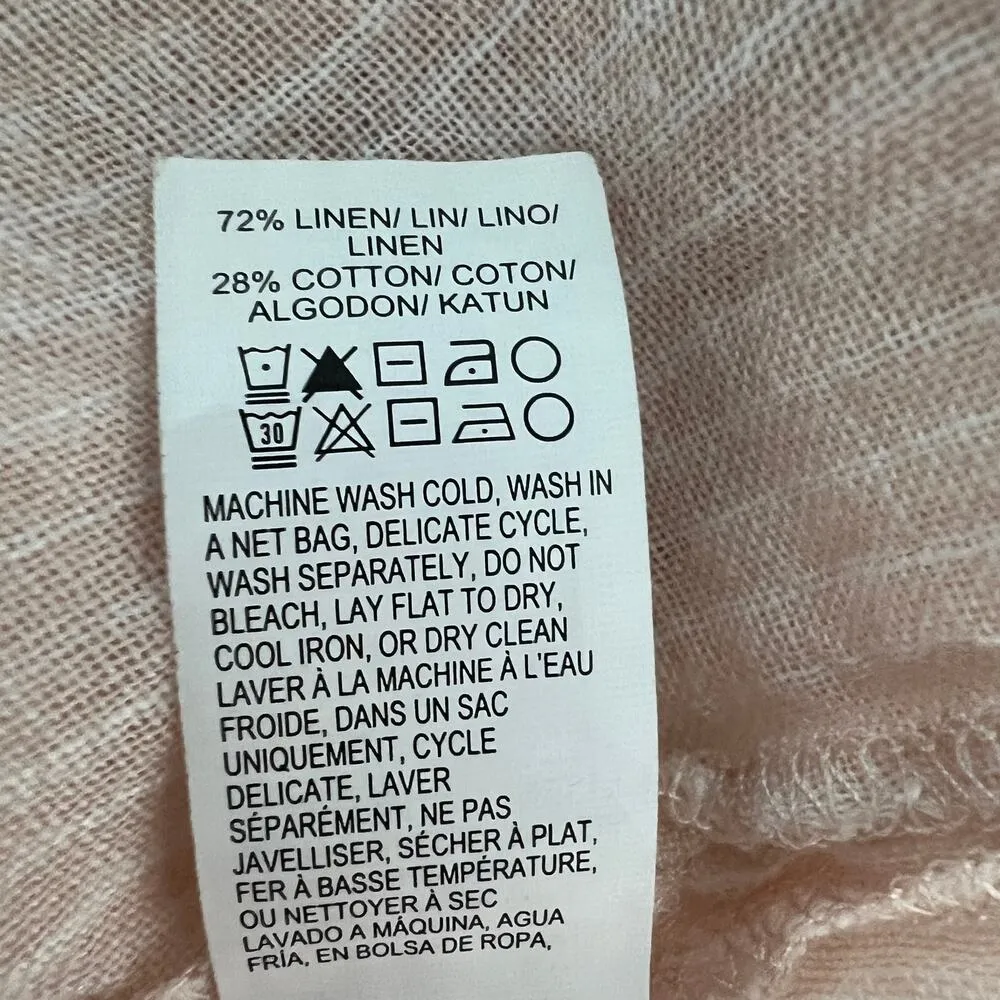 72% LINEN/ LIN/ LINO/
LINEN
28% COTTON/ COTON/
ALGODON/ KATUN
30
MACHINE WASH COLD, WASH IN
A NET BAG, DELICATE CYCLE,
WASH SEPARATELY, DO NOT
BLEACH, LAY FLAT TO DRY,
COOL IRON, OR DRY CLEAN
LAVER À LA MACHINE À L'EAU
FROIDE, DANS UN SAC
UNIQUEMENT, CYCLE
DELICATE, LAVER
SÉPARÉMENT, NE PAS
JAVELLISER, SÉCHER À PLAT,
FER À BASSE TEMPÉRATURE,
OU NETTOYER À SEC
LAVADO A MÁQUINA, AGUA
FRÍA, EN BOLSA DE ROPA,